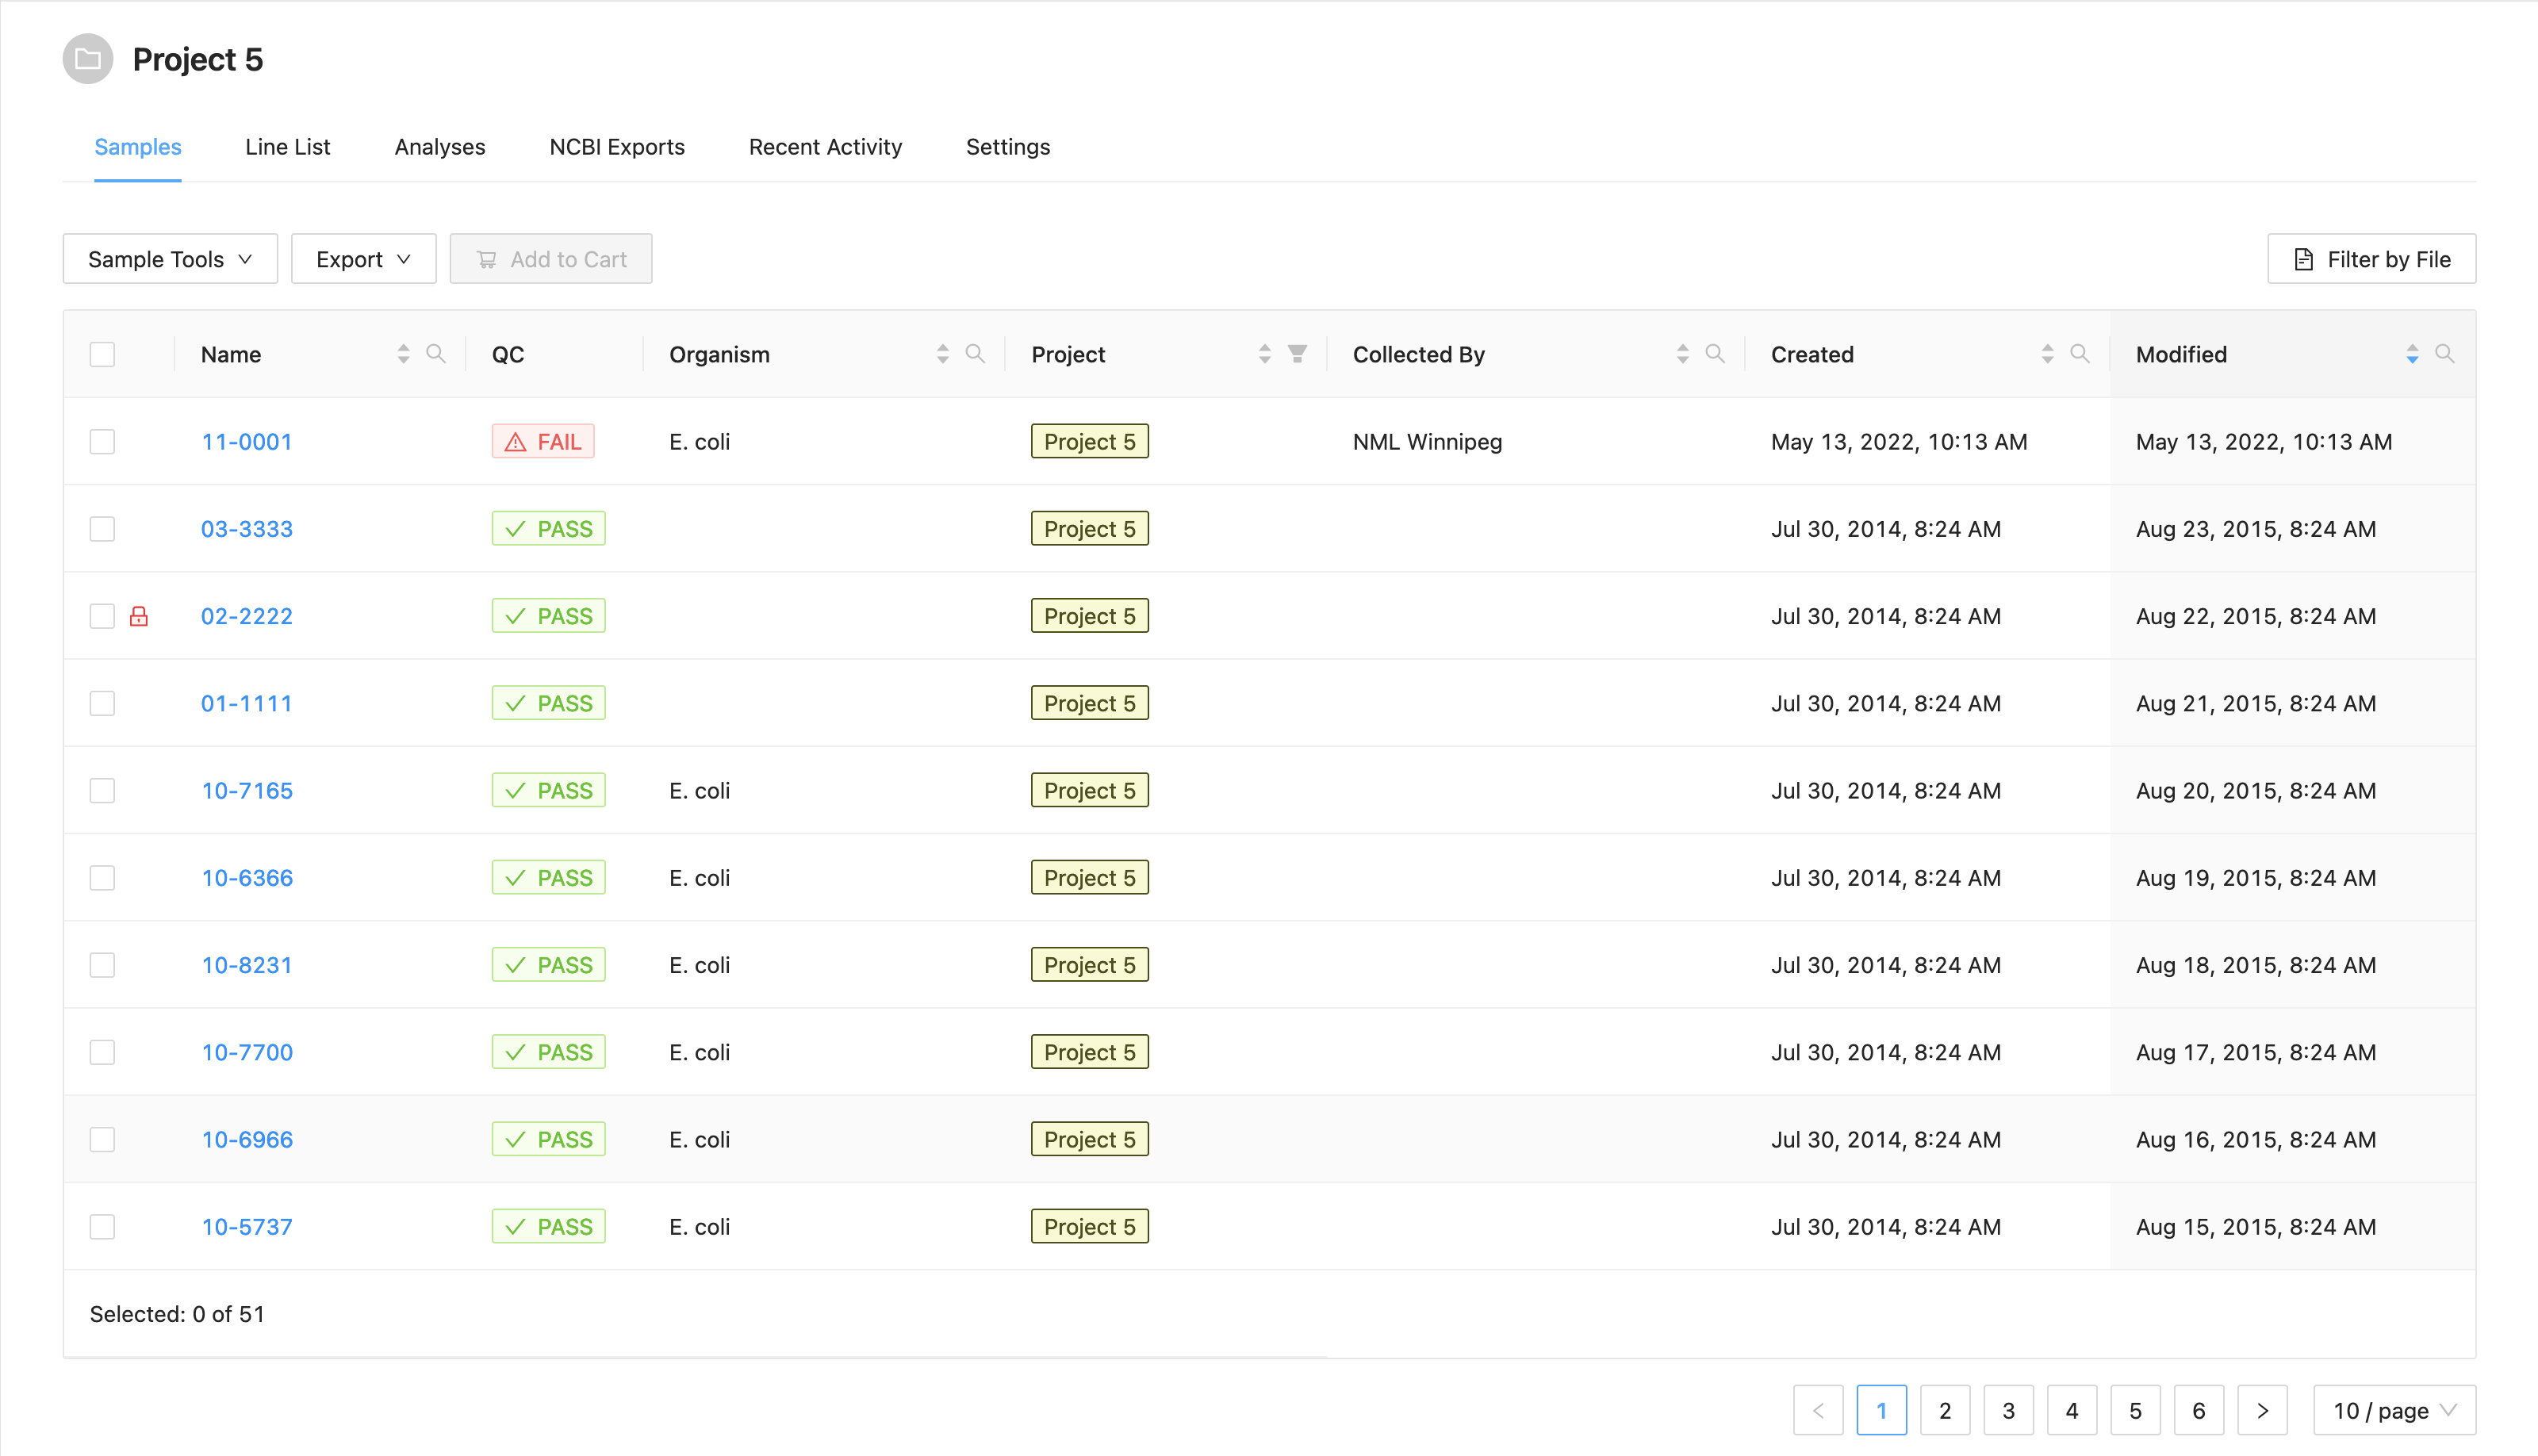 Project 5
Samples Line List Analyses NCBI Exports Recent Activity Settings
Sample Tools Export Add to Cart Filter by File
Name QC Organism Project Collected By Created Modified
11-0001 FAIL E. coli Project 5 NML Winnipeg May 13, 2022, 10:13 AM May 13, 2022, 10:13 AM
03-3333 PASS Project 5 Jul 30, 2014, 8:24 AM Aug 23, 2015, 8:24 AM
02-2222 PASS Project 5 Jul 30, 2014, 8:24 AM Aug 22, 2015, 8:24 AM
01-1111 PASS Project 5 Jul 30, 2014, 8:24 AM Aug 21, 2015, 8:24 AM
10-7165 PASS E. coli Project 5 Jul 30, 2014, 8:24 AM Aug 20, 2015, 8:24 AM
10-6366 PASS E. coli Project 5 Jul 30, 2014, 8:24 AM Aug 19, 2015, 8:24 AM
10-8231 PASS E. coli Project 5 Jul 30, 2014, 8:24 AM Aug 18, 2015, 8:24 AM
10-7700 PASS E. coli Project 5 Jul 30, 2014, 8:24 AM Aug 17, 2015, 8:24 AM
10-6966 PASS E. coli Project 5 Jul 30, 2014, 8:24 AM Aug 16, 2015, 8:24 AM
10-5737 PASS E. coli Project 5 Jul 30, 2014, 8:24 AM Aug 15, 2015, 8:24 AM
Selected: 0 of 51
1 2 3 4 5 6 10 / page